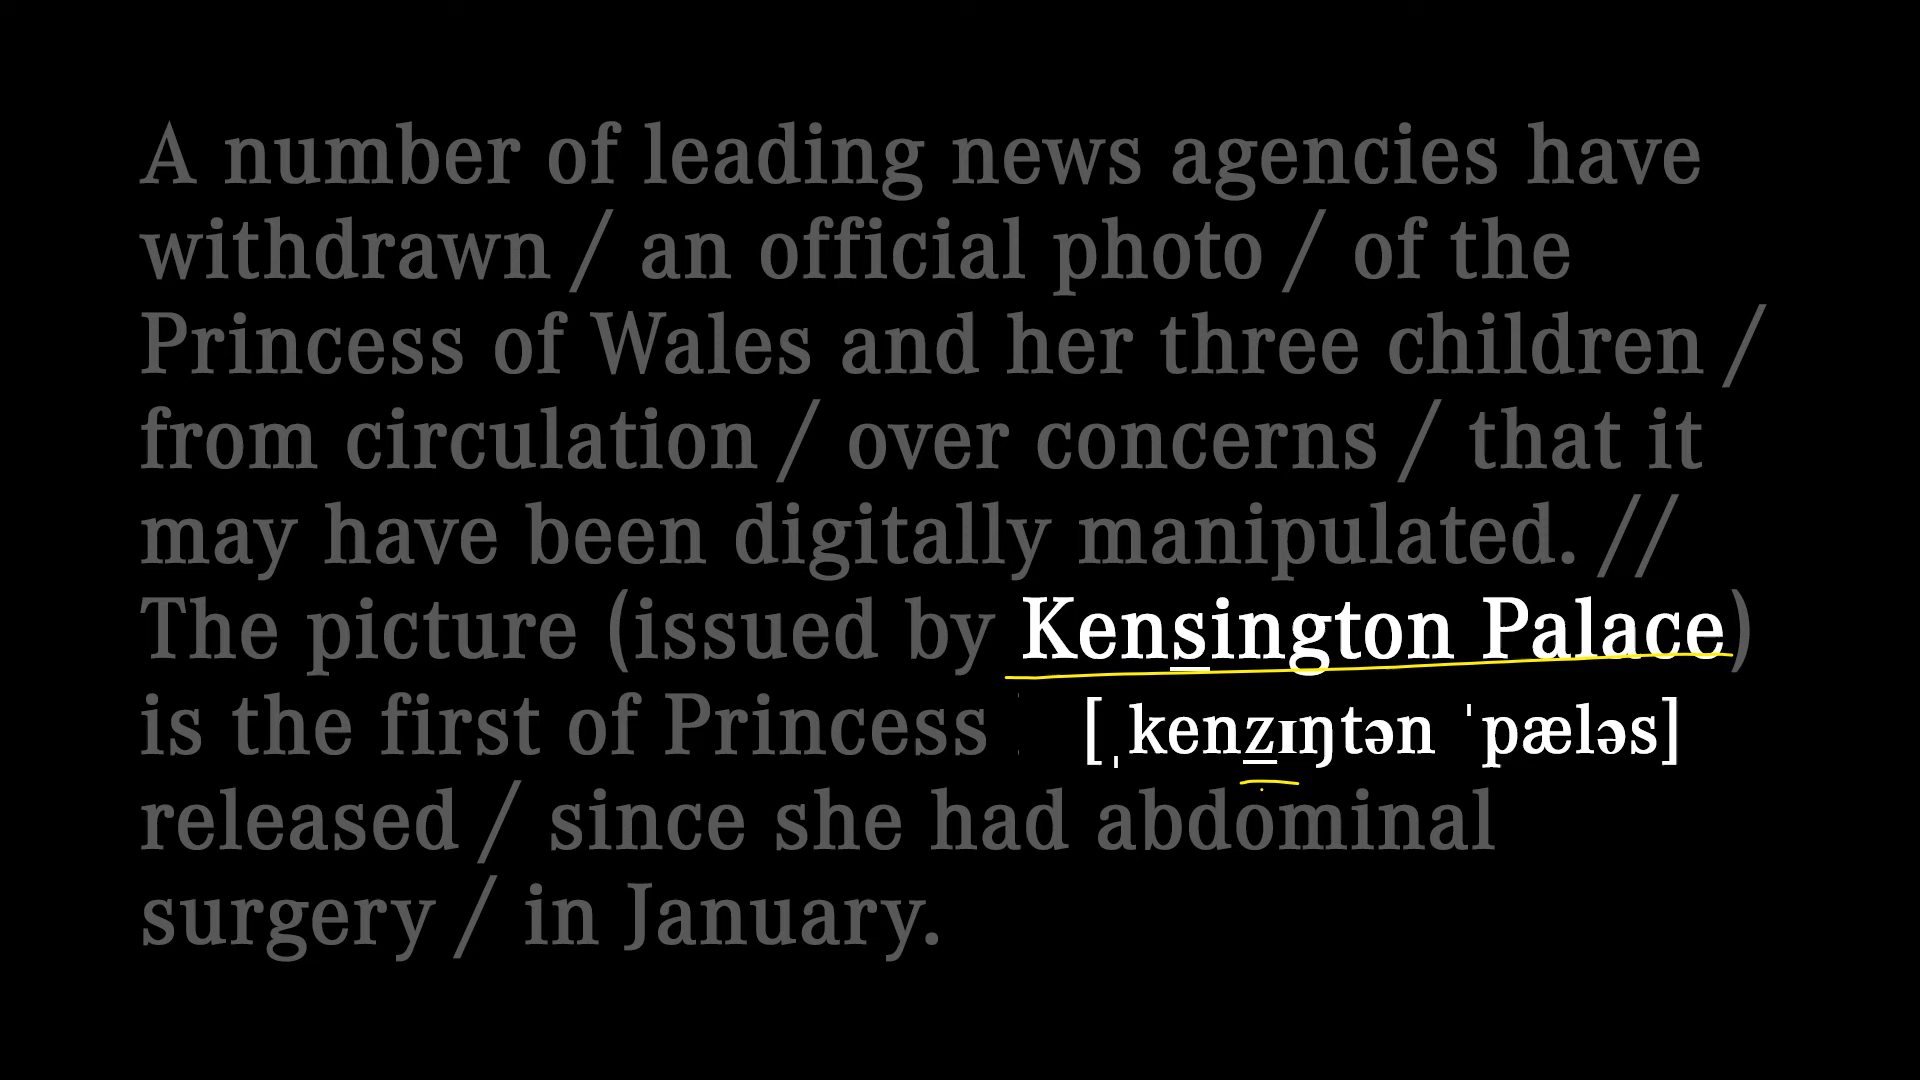 A number of leading news agencies have
withdrawn / an official photo / of the
Princess of Wales and her three children /
from circulation / over concerns / that it
may have been digitally manipulated. //
The picture (issued by Kensington Palace)
is the first of Princess
[ˌkenzɪŋtən ˈpæləs]
released / since she had abdominal
surgery / in January.